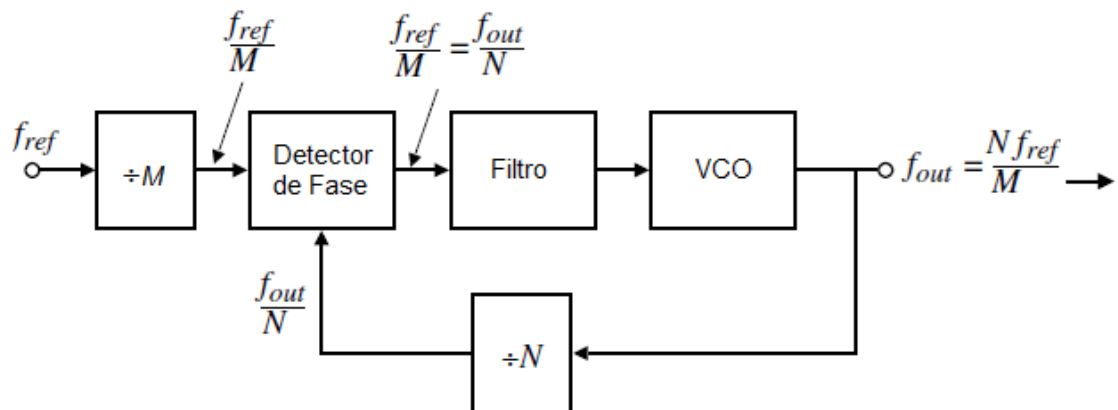 f_ref
f_ref/M
f_ref/M = f_out/N
÷M
Detector
de Fase
Filtro
VCO
f_out = N f_ref/M
f_out/N
÷N